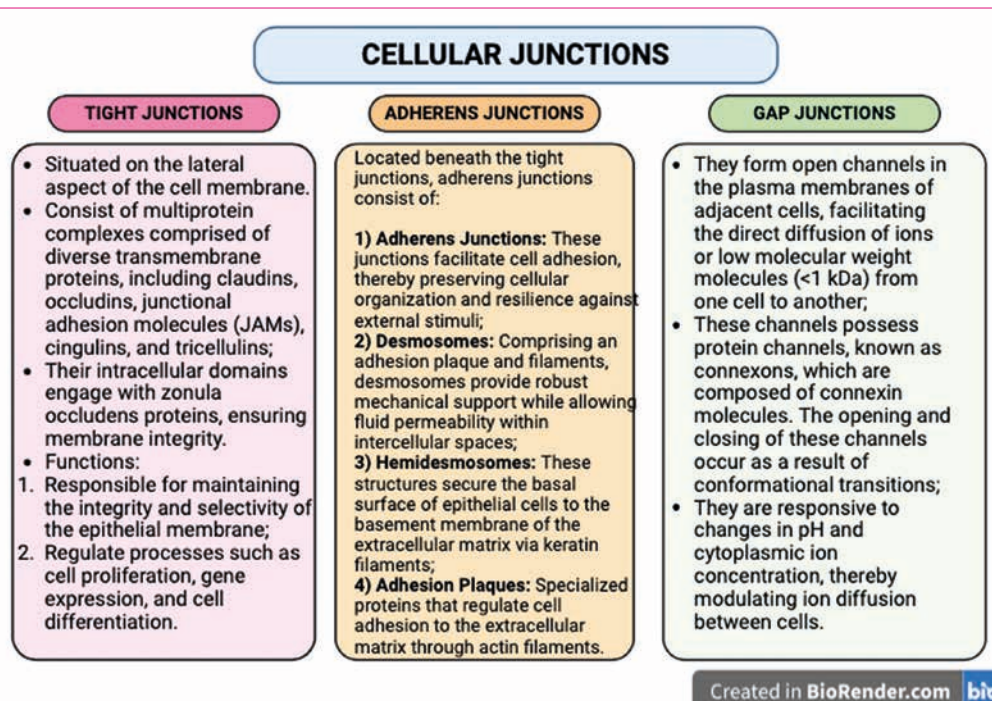 CELLULAR JUNCTIONS
TIGHT JUNCTIONS
• Situated on the lateral
aspect of the cell membrane.
• Consist of multiprotein
complexes comprised of
diverse transmembrane
proteins, including claudins,
occludins, junctional
adhesion molecules (JAMs),
cingulins, and tricellulins;
• Their intracellular domains
engage with zonula
occludens proteins, ensuring
membrane integrity.
• Functions:
1. Responsible for maintaining
the integrity and selectivity of
the epithelial membrane;
2. Regulate processes such as
cell proliferation, gene
expression, and cell
differentiation.
ADHERENS JUNCTIONS
Located beneath the tight
junctions, adherens junctions
consist of:
1) Adherens Junctions: These
junctions facilitate cell adhesion,
thereby preserving cellular
organization and resilience against
external stimuli;
2) Desmosomes: Comprising an
adhesion plaque and filaments,
desmosomes provide robust
mechanical support while allowing
fluid permeability within
intercellular spaces;
3) Hemidesmosomes: These
structures secure the basal
surface of epithelial cells to the
basement membrane of the
extracellular matrix via keratin
filaments;
4) Adhesion Plaques: Specialized
proteins that regulate cell
adhesion to the extracellular
matrix through actin filaments.
GAP JUNCTIONS
• They form open channels in
the plasma membranes of
adjacent cells, facilitating
the direct diffusion of ions
or low molecular weight
molecules (<1 kDa) from
one cell to another;
• These channels possess
protein channels, known as
connexons, which are
composed of connexin
molecules. The opening and
closing of these channels
occur as a result of
conformational transitions;
• They are responsive to
changes in pH and
cytoplasmic ion
concentration, thereby
modulating ion diffusion
between cells.
Created in BioRender.com bio